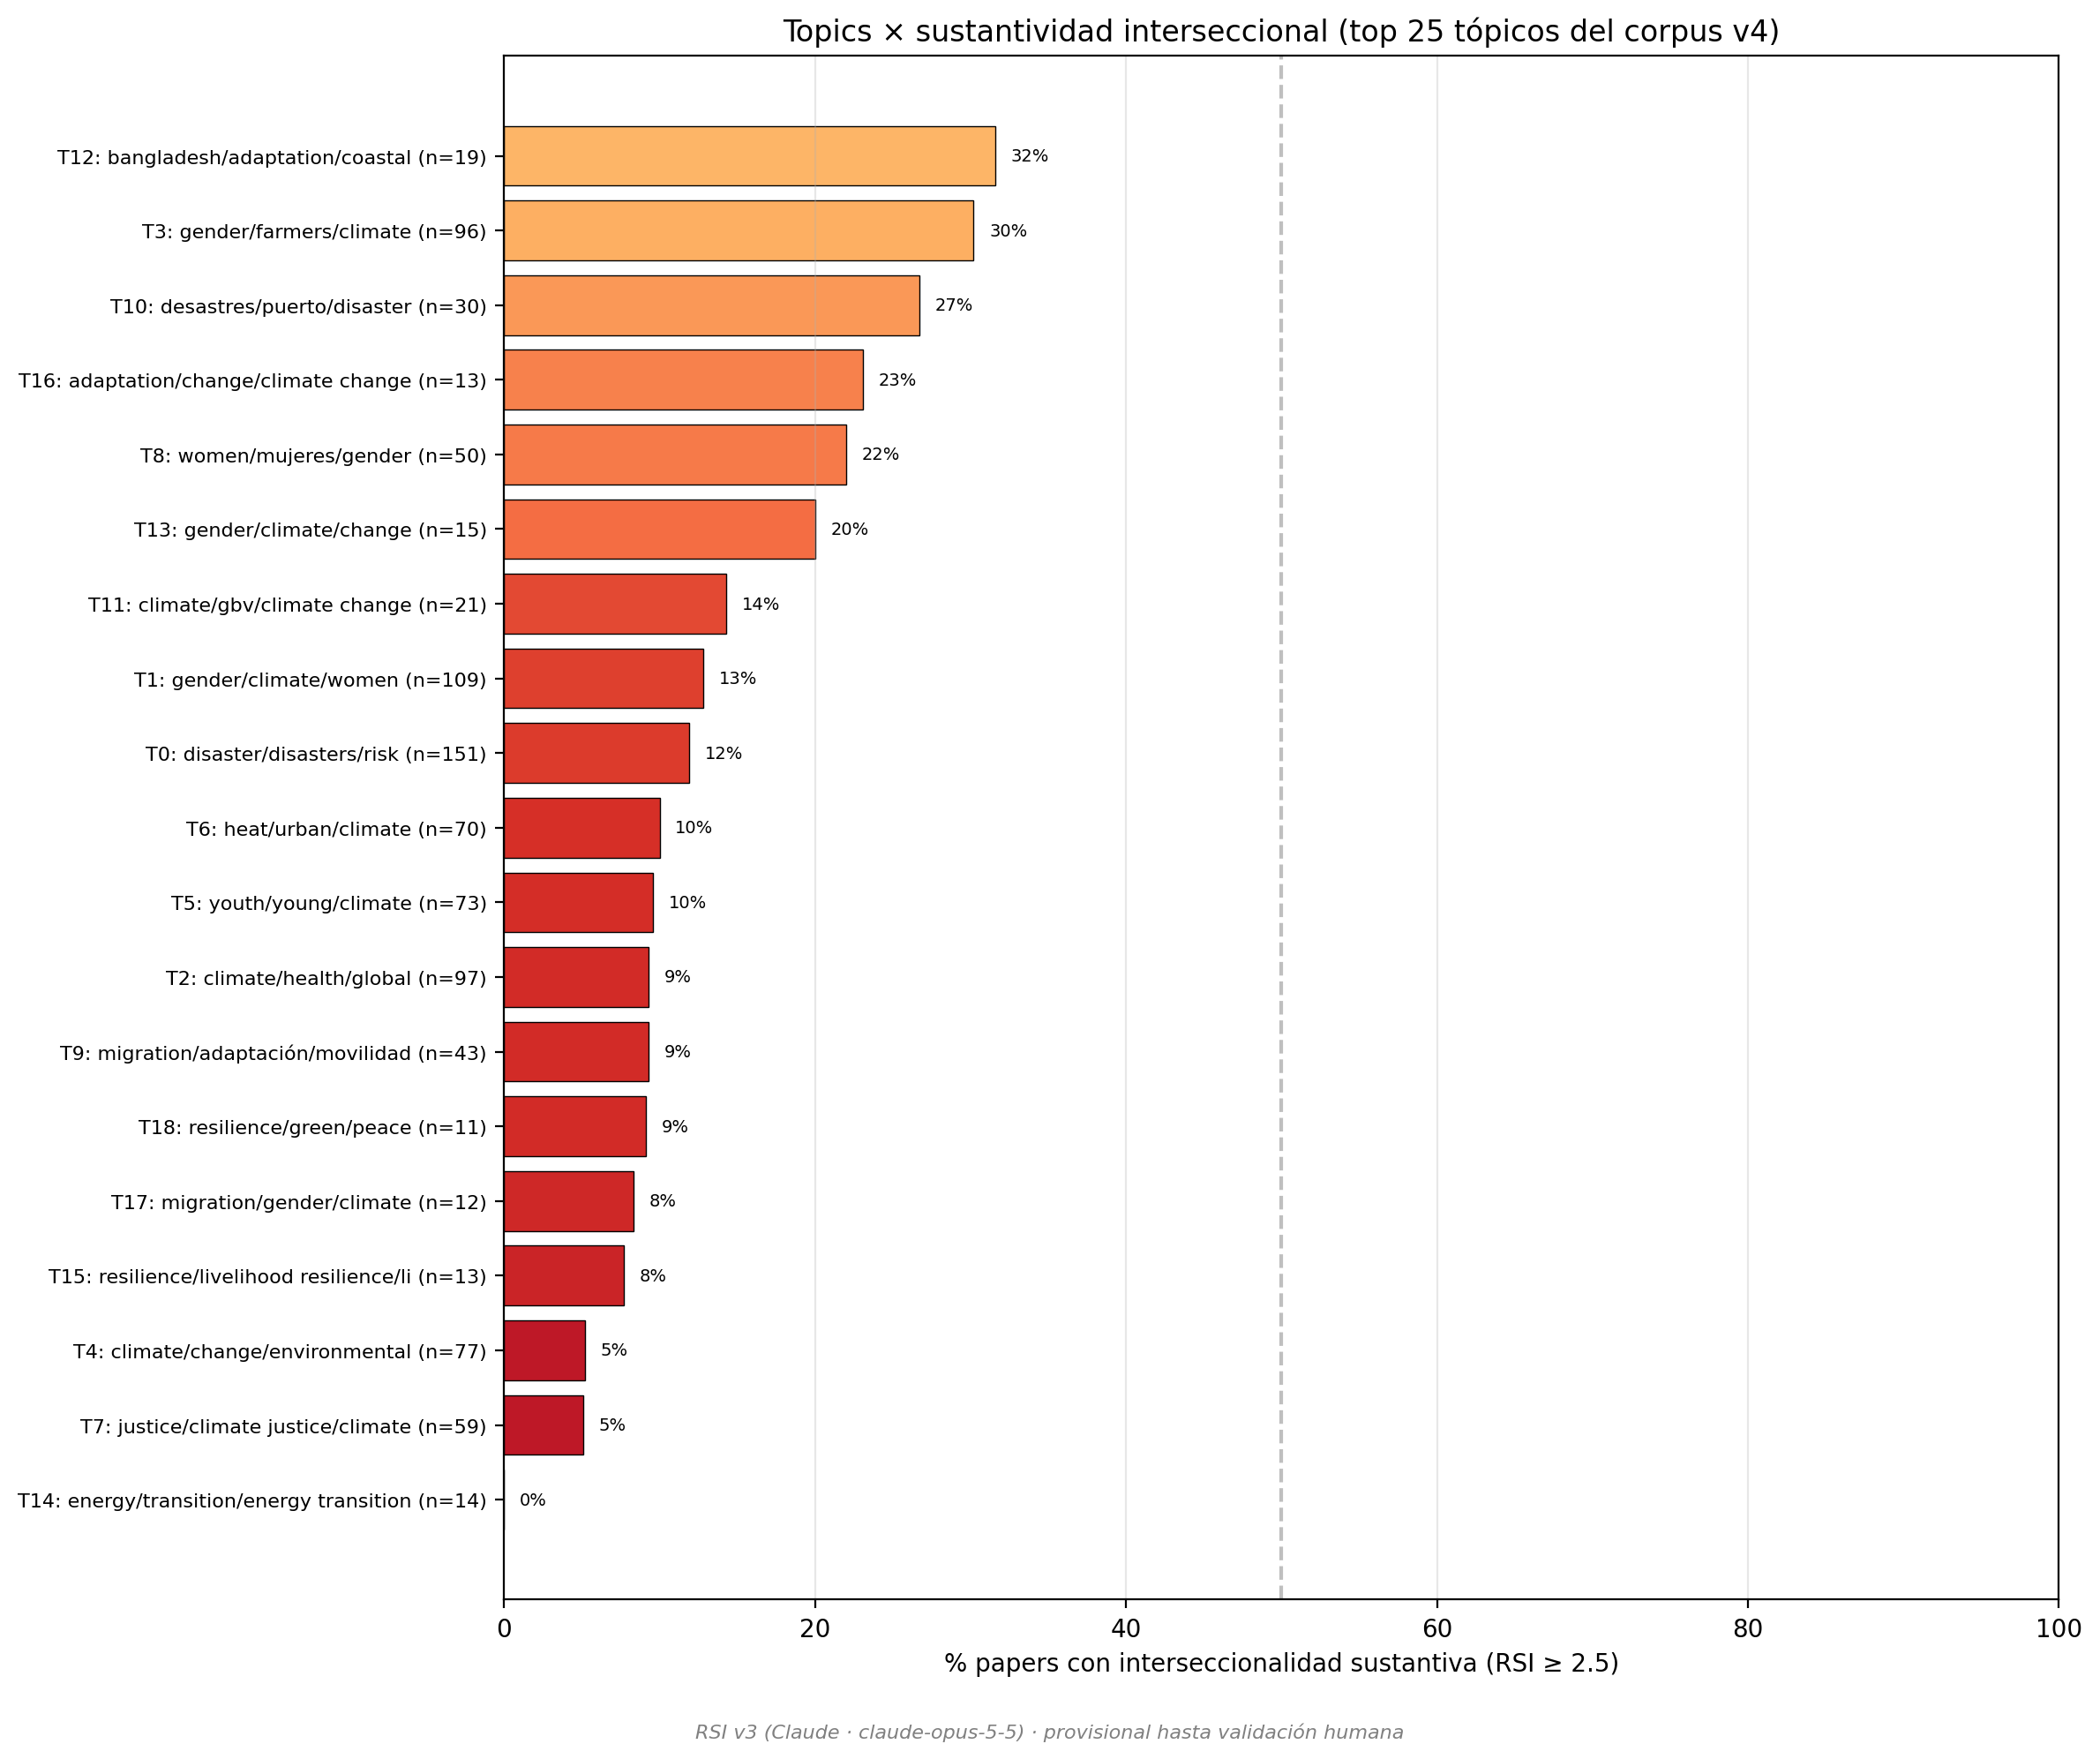 Topics × sustantividad interseccional (top 25 tópicos del corpus v4)
T12: bangladesh/adaptation/coastal (n=19) 32%
T3: gender/farmers/climate (n=96) 30%
T10: desastres/puerto/disaster (n=30) 27%
T16: adaptation/change/climate change (n=13) 23%
T8: women/mujeres/gender (n=50) 22%
T13: gender/climate/change (n=15) 20%
T11: climate/gbv/climate change (n=21) 14%
T1: gender/climate/women (n=109) 13%
T0: disaster/disasters/risk (n=151) 12%
T6: heat/urban/climate (n=70) 10%
T5: youth/young/climate (n=73) 10%
T2: climate/health/global (n=97) 9%
T9: migration/adaptación/movilidad (n=43) 9%
T18: resilience/green/peace (n=11) 9%
T17: migration/gender/climate (n=12) 8%
T15: resilience/livelihood resilience/li (n=13) 8%
T4: climate/change/environmental (n=77) 5%
T7: justice/climate justice/climate (n=59) 5%
T14: energy/transition/energy transition (n=14) 0%
0 20 40 60 80 100
% papers con interseccionalidad sustantiva (RSI ≥ 2.5)
RSI v3 (Claude · claude-opus-5-5) · provisional hasta validación humana